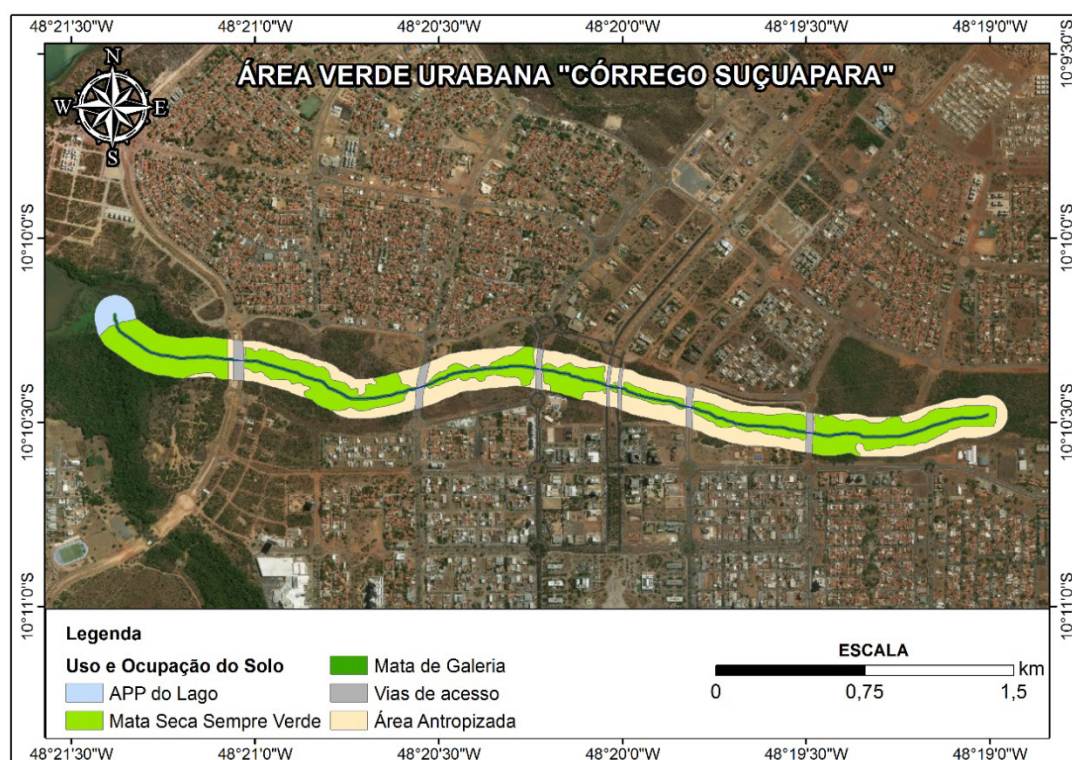 48°21'30"W 48°21'0"W 48°20'30"W 48°20'0"W 48°19'30"W 48°19'0"W
10°9'30"S
10°9'30"S
N
W E
S
ÁREA VERDE URABANA "CÓRREGO SUÇUAPARA"
10°10'0"S
10°10'0"S
10°10'30"S
10°10'30"S
10°11'0"S
10°11'0"S
Legenda
Uso e Ocupação do Solo
APP do Lago
Mata Seca Sempre Verde
Mata de Galeria
Vias de acesso
Área Antropizada
ESCALA
km
0 0,75 1,5
48°21'30"W 48°21'0"W 48°20'30"W 48°20'0"W 48°19'30"W 48°19'0"W